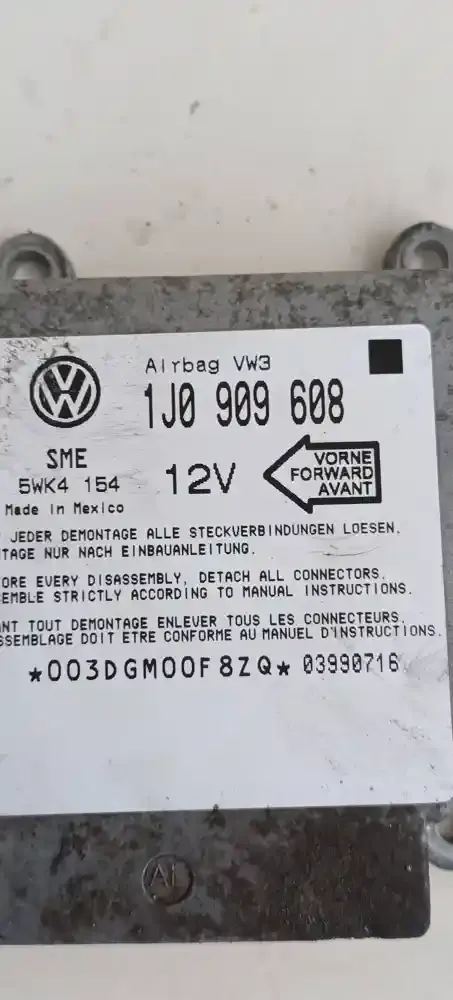 Airbag VW3
1J0 909 608
SME
5WK4 154
12V
VORNE
FORWARD
AVANT
Made in Mexico
JEDER DEMONTAGE ALLE STECKVERBINDUNGEN LOESEN,
TAGE NUR NACH EINBAUANLEITUNG.
ORE EVERY DISASSEMBLY, DETACH ALL CONNECTORS.
EMBLE STRICTLY ACCORDING TO MANUAL INSTRUCTIONS.
NT TOUT DEMONTAGE ENLEVER TOUS LES CONNECTEURS.
SSEMBLAGE DOIT ETRE CONFORME AU MANUEL D'INSTRUCTIONS.
*003DGM00F8ZQ* 03990716
Al